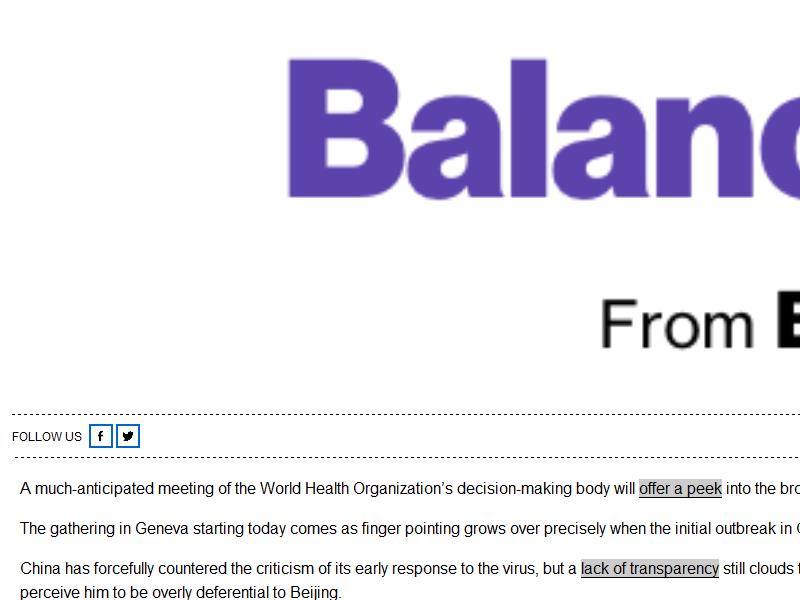 Balan
From
FOLLOW US
A much-anticipated meeting of the World Health Organization’s decision-making body will offer a peek into the
The gathering in Geneva starting today comes as finger pointing grows over precisely when the initial outbreak in
China has forcefully countered the criticism of its early response to the virus, but a lack of transparency still clouds
perceive him to be overly deferential to Beijing.